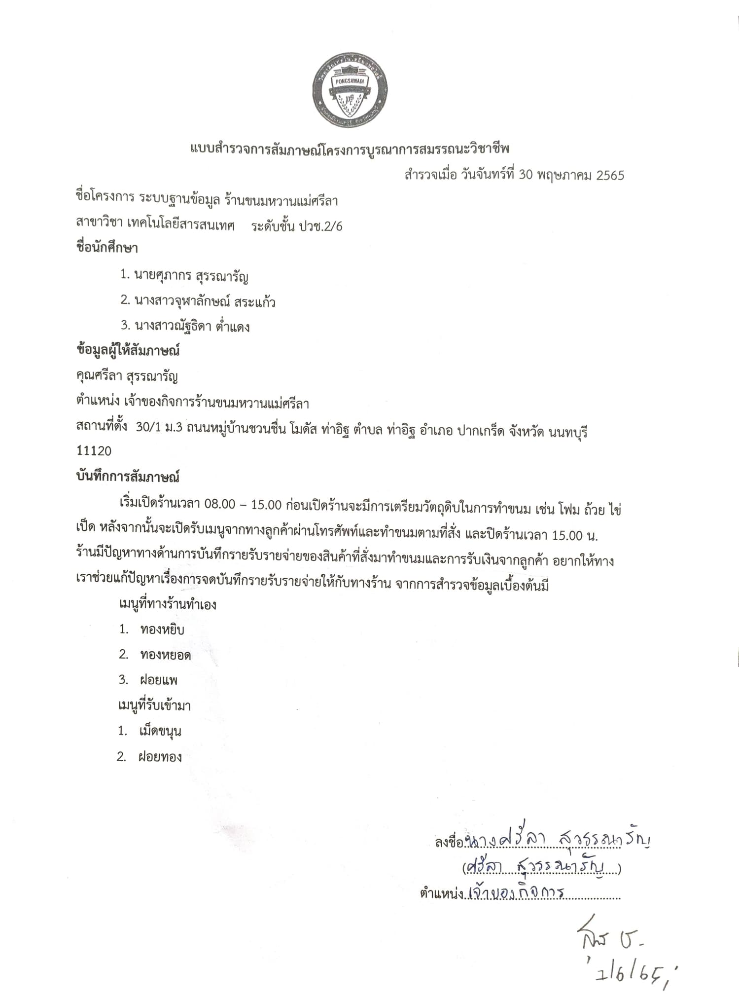 PONGSAWADI
แบบสำรวจการสัมภาษณ์โครงการบูรณาการสมรรถนะวิชาชีพ
สำรวจเมื่อ วันจันทร์ที่ 30 พฤษภาคม 2565
ชื่อโครงการ ระบบฐานข้อมูล ร้านขนมหวานแม่ศรีลา
สาขาวิชา เทคโนโลยีสารสนเทศ ระดับชั้น ปวช.2/6
ชื่อนักศึกษา
1. นายศุภากร สุรรณารัญ
2. นางสาวจุฬาลักษณ์ สระแก้ว
3. นางสาวณัฐธิดา ต่ำแดง
ข้อมูลผู้ให้สัมภาษณ์
คุณศรีลา สุรรณารัญ
ตำแหน่ง เจ้าของกิจการร้านขนมหวานแม่ศรีลา
สถานที่ตั้ง 30/1 ม.3 ถนนหมู่บ้านชวนชื่น โมดัส ท่าอิฐ ตำบล ท่าอิฐ อำเภอ ปากเกร็ด จังหวัด นนทบุรี
11120
บันทึกการสัมภาษณ์
เริ่มเปิดร้านเวลา 08.00 – 15.00 ก่อนเปิดร้านจะมีการเตรียมวัตถุดิบในการทำขนม เช่น โฟม ถ้วย ไข่
เป็ด หลังจากนั้นจะเปิดรับเมนูจากทางลูกค้าผ่านโทรศัพท์และทำขนมตามที่สั่ง และปิดร้านเวลา 15.00 น.
ร้านมีปัญหาทางด้านการบันทึกรายรับรายจ่ายของสินค้าที่สั่งมาทำขนมและการรับเงินจากลูกค้า อยากให้ทาง
เราช่วยแก้ปัญหาเรื่องการจดบันทึกรายรับรายจ่ายให้กับทางร้าน จากการสำรวจข้อมูลเบื้องต้นมี
เมนูที่ทางร้านทำเอง
1. ทองหยิบ
2. ทองหยอด
3. ฝอยแพ
เมนูที่รับเข้ามา
1. เม็ดขนุน
2. ฝอยทอง
ลงชื่อ นางศรีลา สุวรรณารัญ
(ศรีลา สุวรรณารัญ)
ตำแหน่ง เจ้าของกิจการ
1/6/65